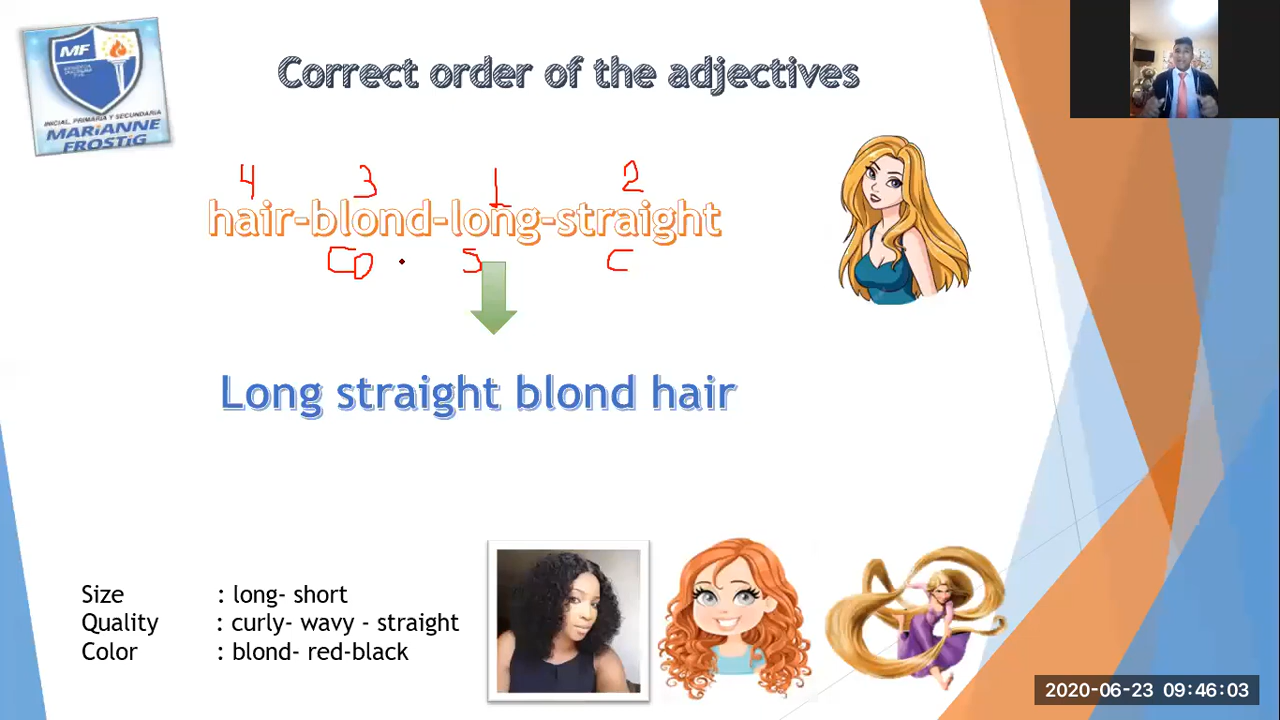 MF
INICIAL, PRIMARIA Y SECUNDARIA
MARIANNE
FROSTIG
Correct order of the adjectives
4 3 1 2
hair-blond-long-straight
CO S C
Long straight blond hair
Size : long- short
Quality : curly- wavy - straight
Color : blond- red-black
2020-06-23 09:46:03